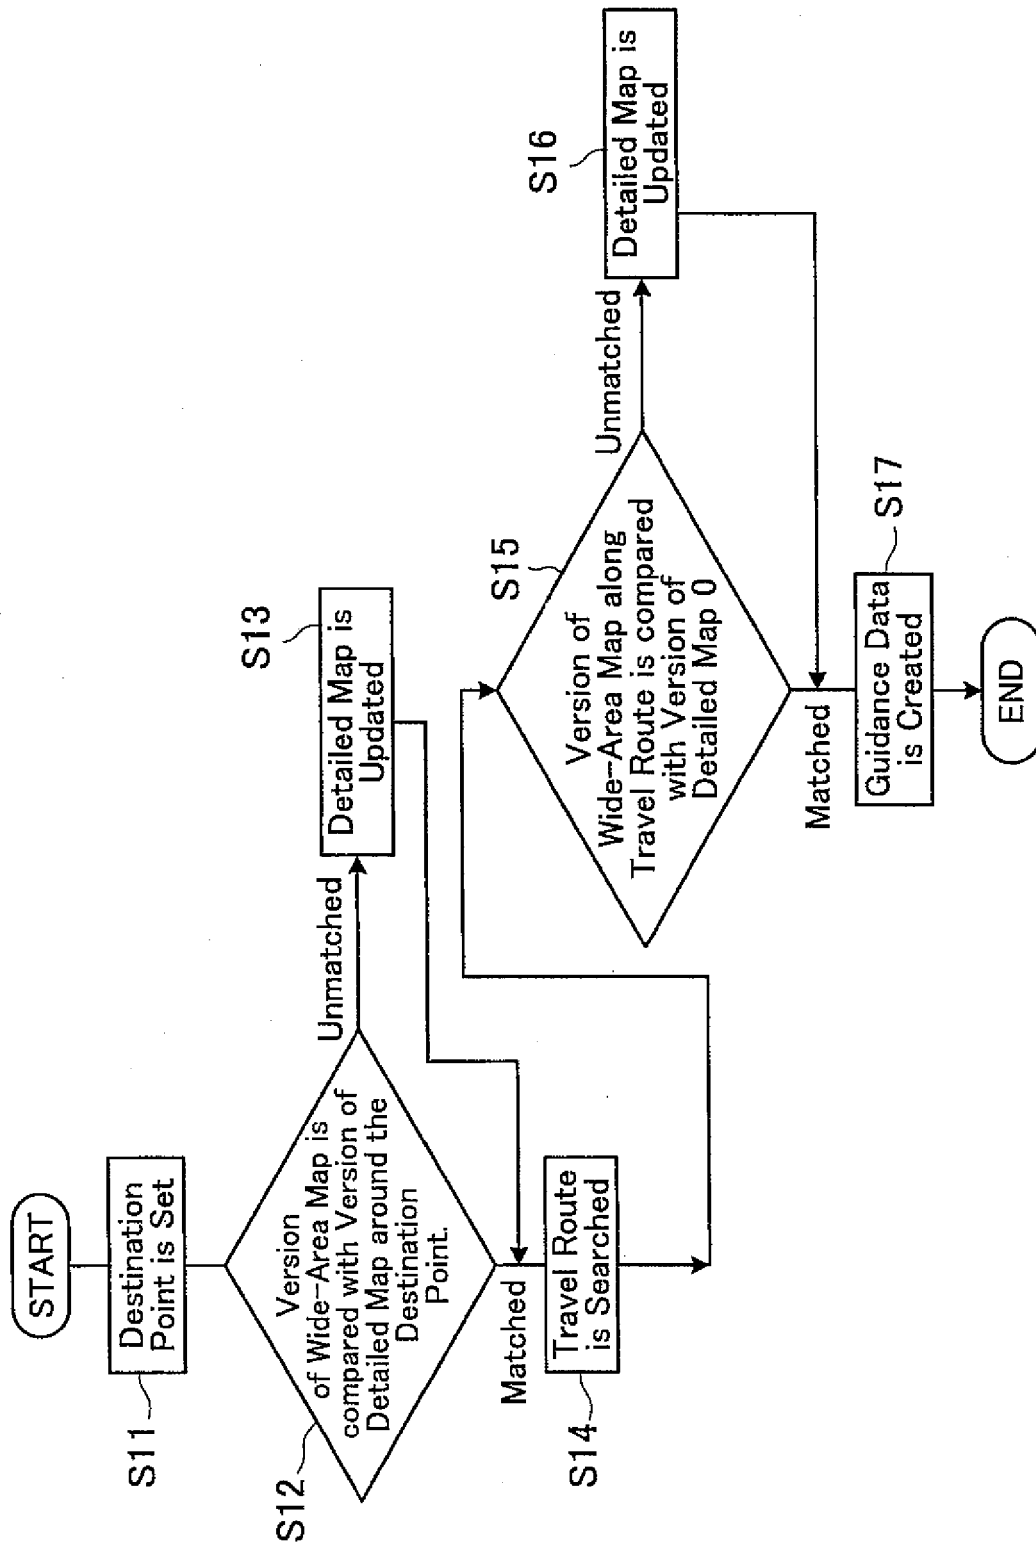 START
S11
Destination
Point is Set
S12
Version
of Wide-Area Map is
compared with Version of
Detailed Map around the
Destination
Point.
Unmatched
S13
Detailed Map is
Updated
Matched
S14
Travel Route
is Searched
S15
Version of
Wide-Area Map along
Travel Route is compared
with Version of
Detailed Map 0
Unmatched
S16
Detailed Map is
Updated
Matched
S17
Guidance Data
is Created
END